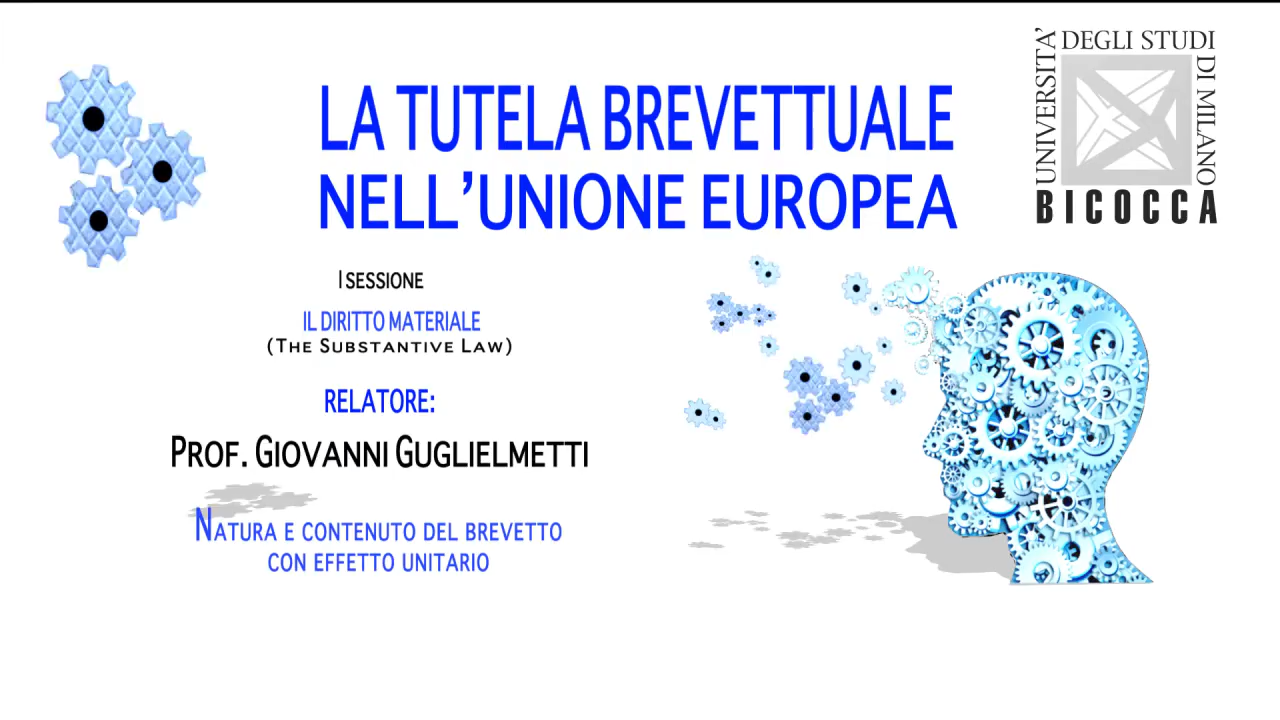 LA TUTELA BREVETTUALE
NELL'UNIONE EUROPEA
UNIVERSITA' DEGLI STUDI DI MILANO
BICOCCA
I SESSIONE
IL DIRITTO MATERIALE
(THE SUBSTANTIVE LAW)
RELATORE:
PROF. GIOVANNI GUGLIELMETTI
NATURA E CONTENUTO DEL BREVETTO
CON EFFETTO UNITARIO